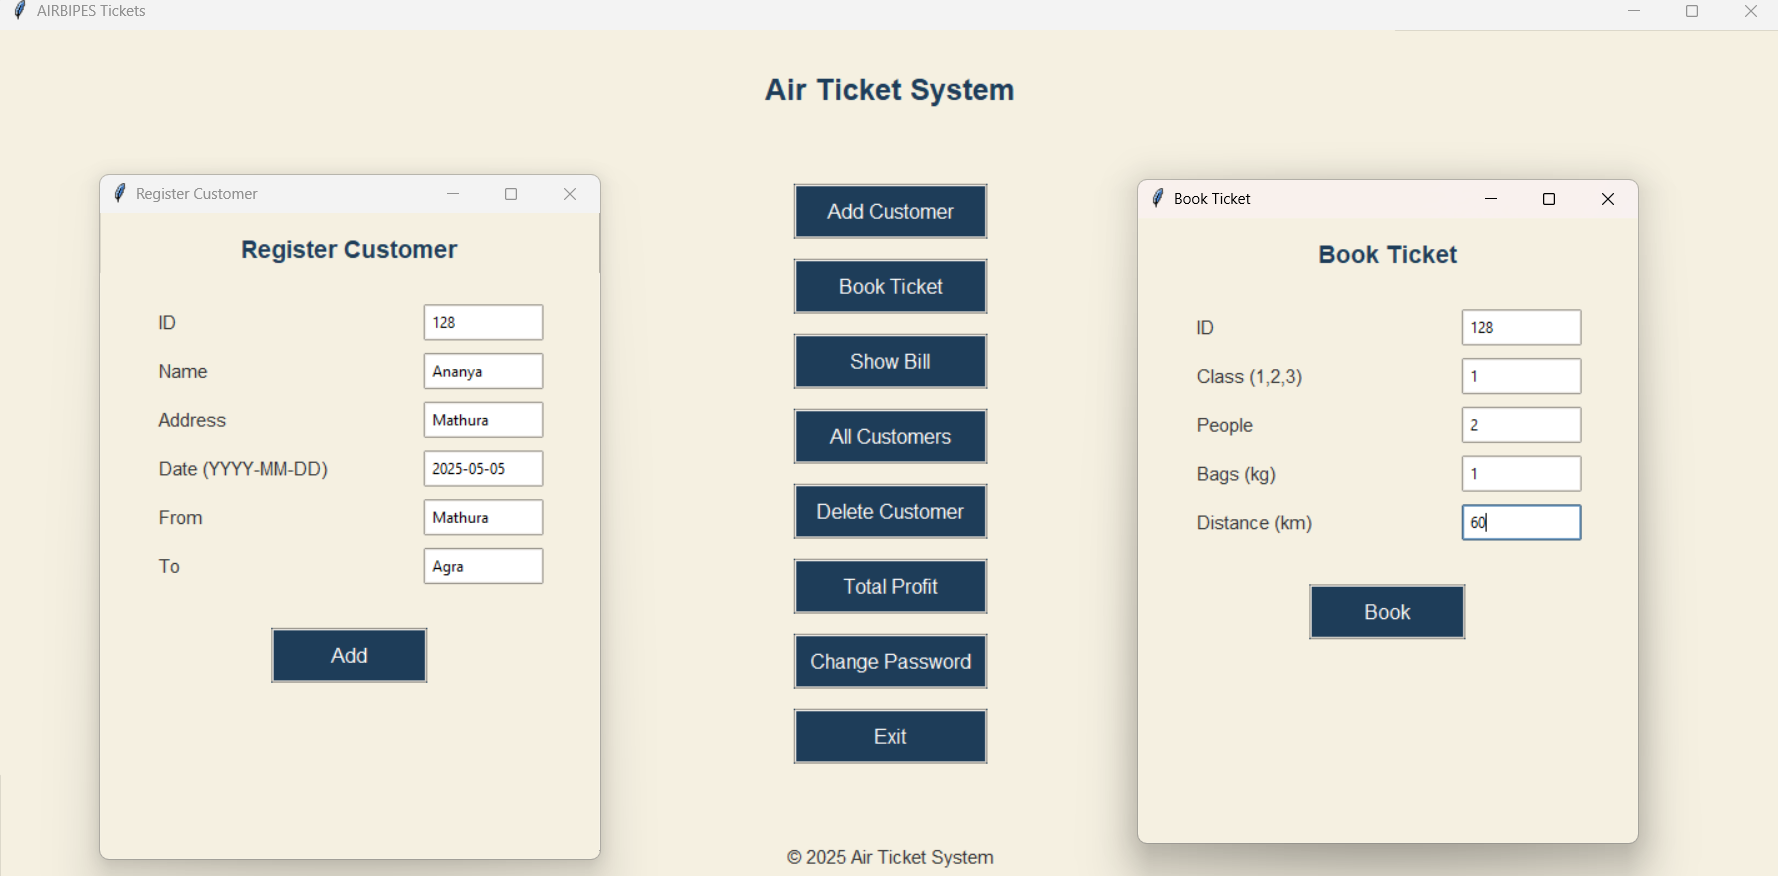 AIRBIPES Tickets
Air Ticket System
Register Customer
Register Customer
ID 128
Name Ananya
Address Mathura
Date (YYYY-MM-DD) 2025-05-05
From Mathura
To Agra
Add
Add Customer
Book Ticket
Show Bill
All Customers
Delete Customer
Total Profit
Change Password
Exit
Book Ticket
Book Ticket
ID 128
Class (1,2,3) 1
People 2
Bags (kg) 1
Distance (km) 60
Book
© 2025 Air Ticket System